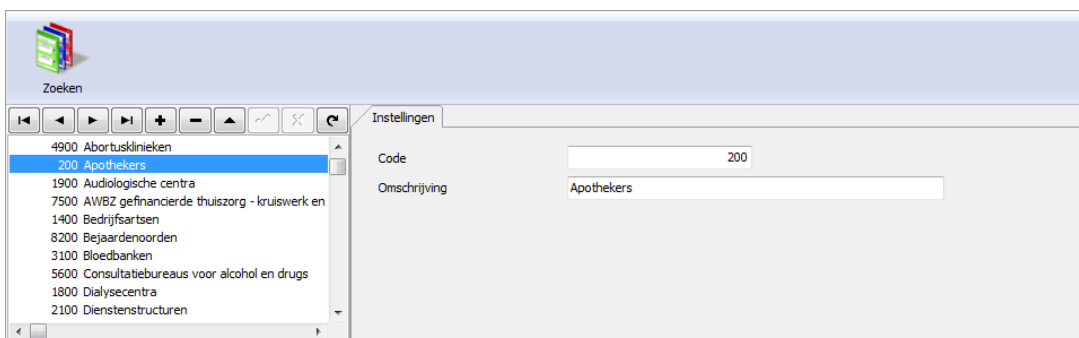 Zoeken
Instellingen
4900 Abortusklinieken
200 Apothekers
1900 Audiologische centra
7500 AWBZ gefinancierde thuiszorg - kruiswerk en
1400 Bedrijfsartsen
8200 Bejaardenoorden
3100 Bloedbanken
5600 Consultatiebureaus voor alcohol en drugs
1800 Dialysecentra
2100 Dienstenstructuren
Code 200
Omschrijving Apothekers